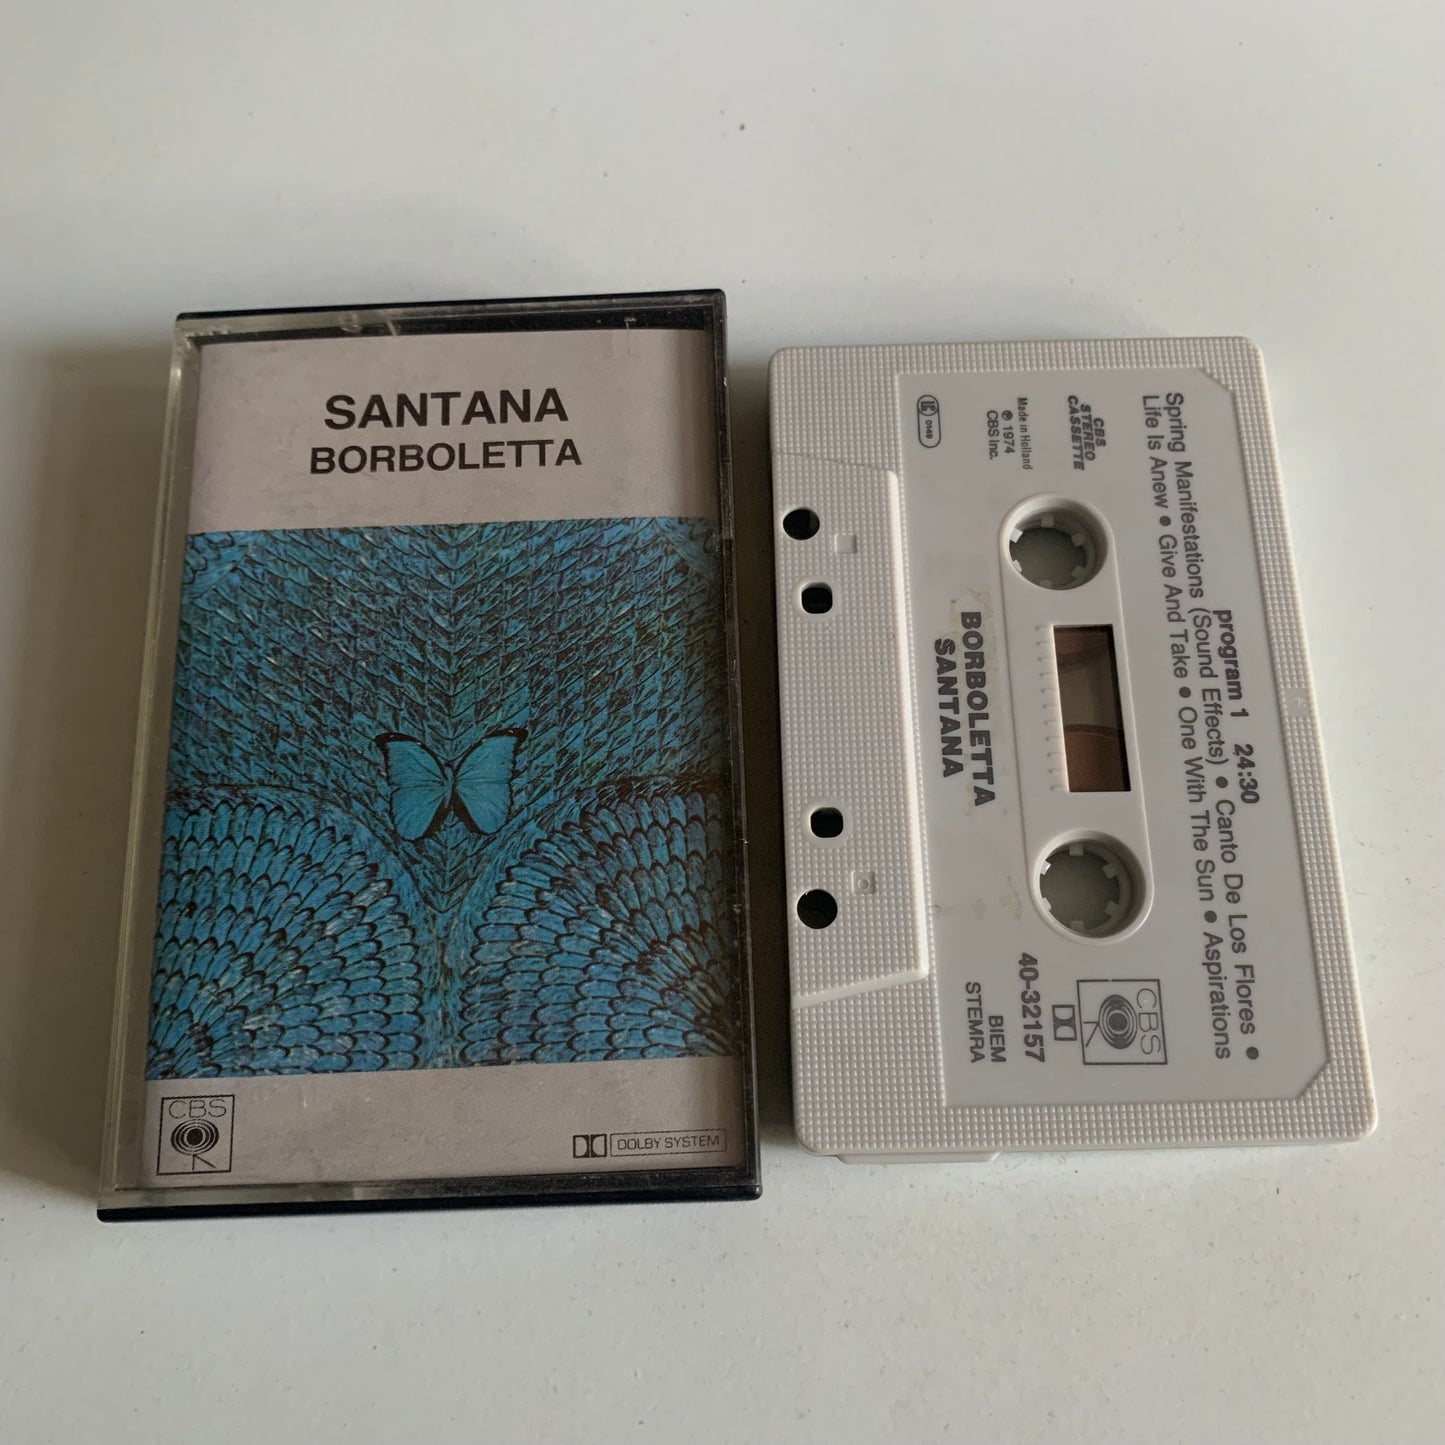 SANTANA
BORBOLETTA
CBS
DOLBY SYSTEM
program 1 24:30
Spring Manifestations (Sound Effects) • Canto De Los Flores •
Life Is Anew • Give And Take • One With The Sun • Aspirations
CBS
STEREO
CASSETTE
Made in Holland
℗ 1974
CBS Inc.
0149
BORBOLETTA
SANTANA
CBS
40-32157
BIEM
STEMRA